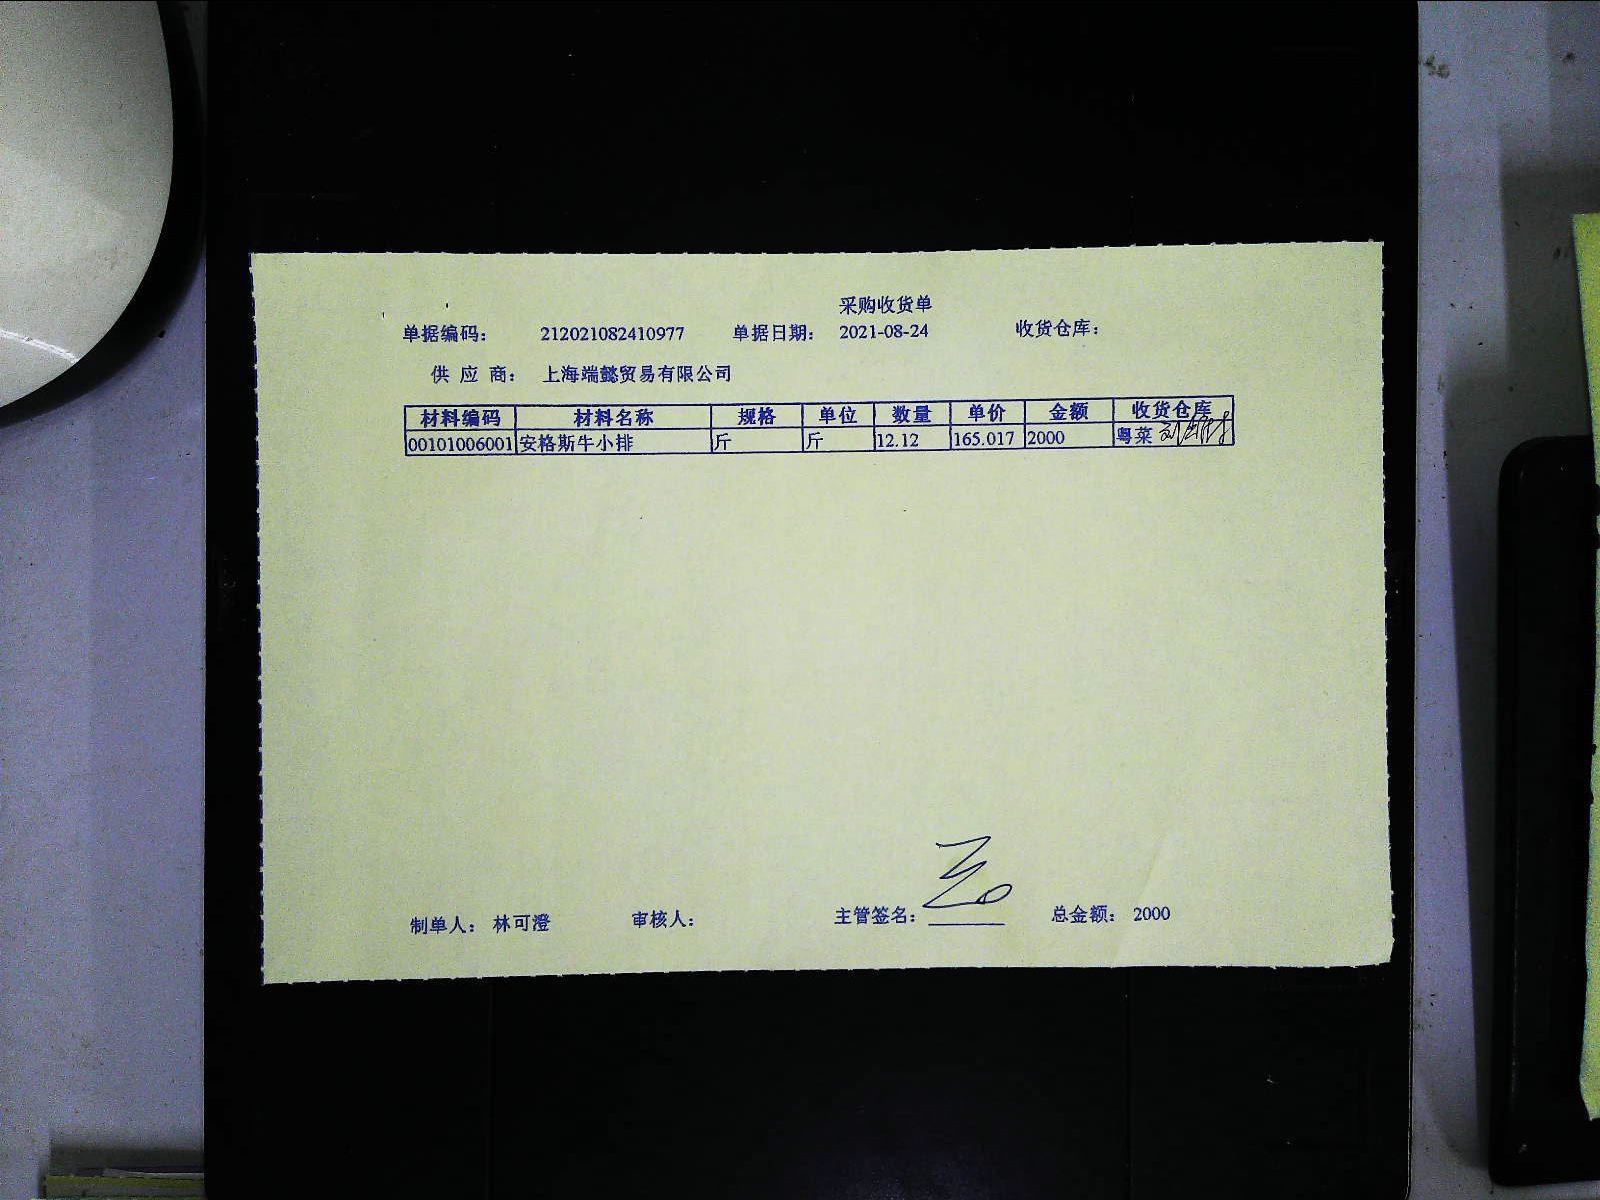 采购收货单
单据编码: 212021082410977 单据日期: 2021-08-24 收货仓库:
供 应 商: 上海端懿贸易有限公司
材料编码 材料名称 规格 单位 数量 单价 金额 收货仓库
00101006001 安格斯牛小排 斤 斤 12.12 165.017 2000 粤菜
制单人: 林可澄 审核人: 主管签名: 总金额: 2000